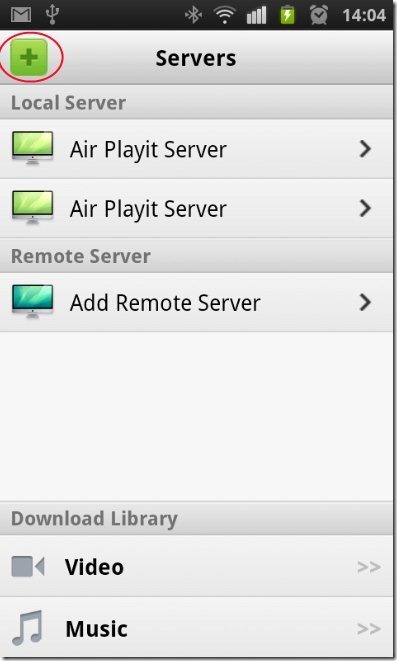 14:04
Servers
Local Server
Air Playit Server
Air Playit Server
Remote Server
Add Remote Server
Download Library
Video >>
Music >>